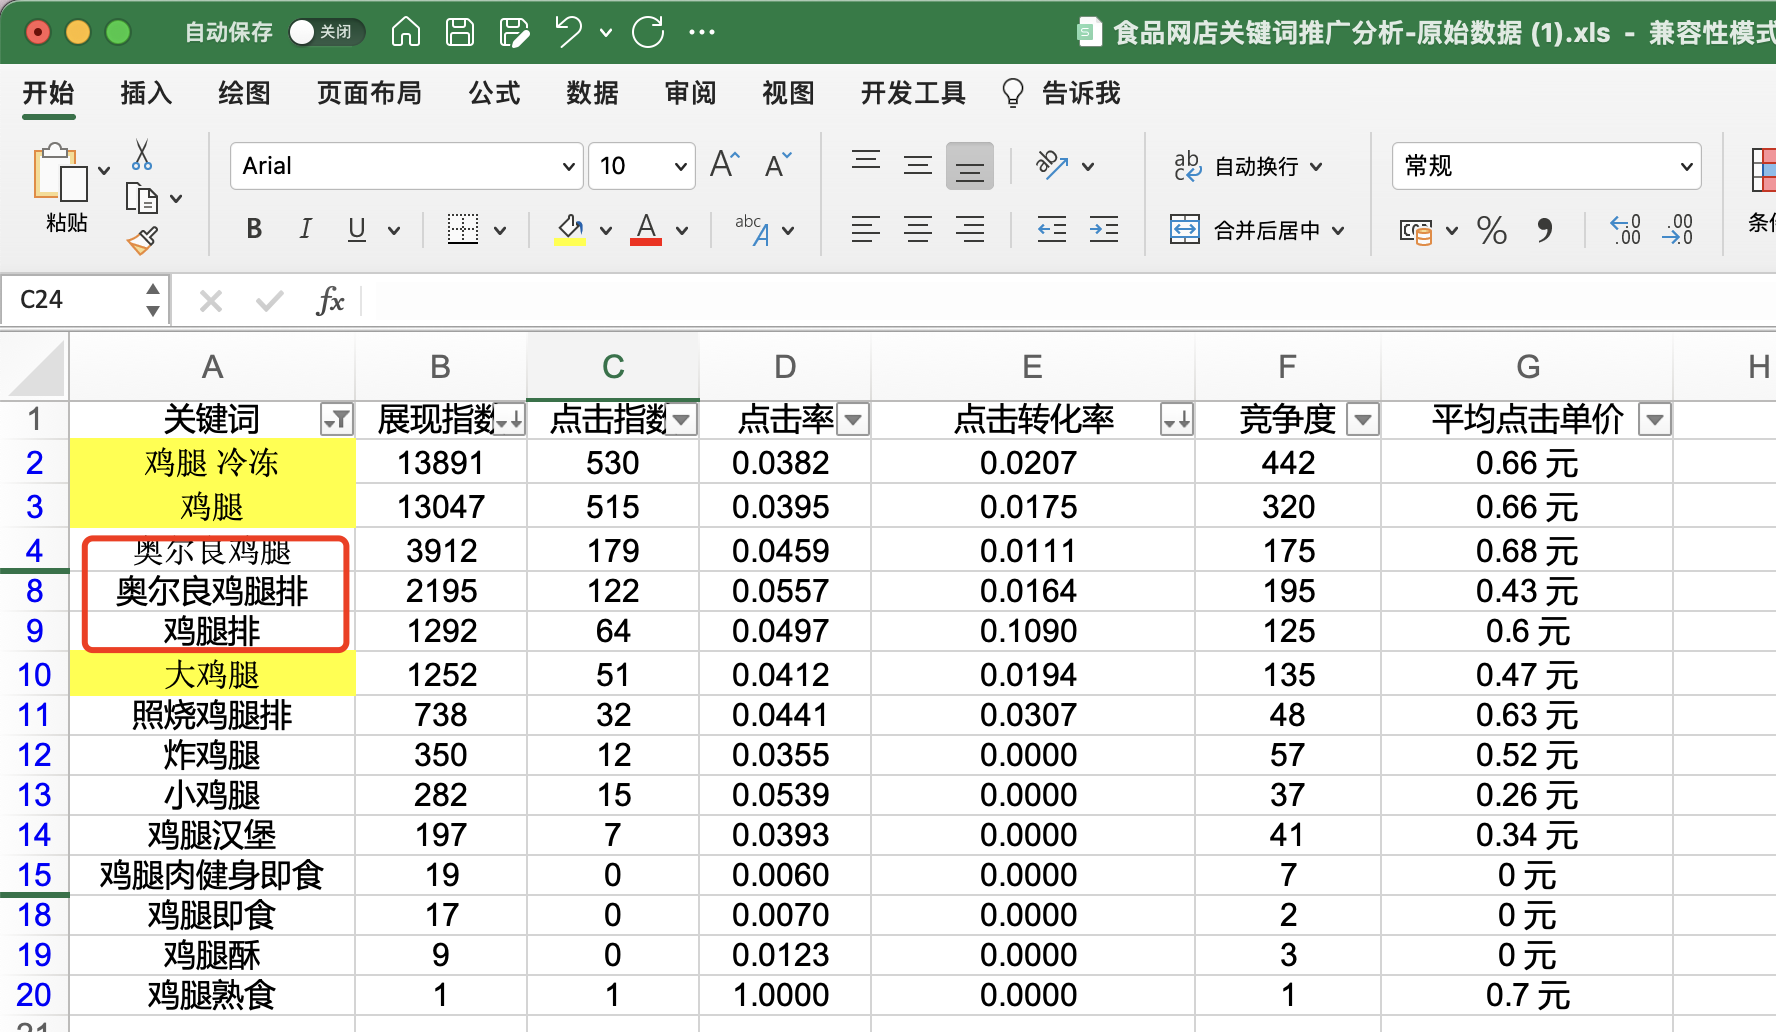 自动保存 关闭 食品网店关键词推广分析-原始数据 (1).xls - 兼容性模式
开始 插入 绘图 页面布局 公式 数据 审阅 视图 开发工具 告诉我
粘贴 Arial 10 A A ab 自动换行 常规
B I U A abc A 合并后居中 % .00 .00
C24 fx
A B C D E F G H
1 关键词 展现指数 点击指数 点击率 点击转化率 竞争度 平均点击单价
2 鸡腿 冷冻 13891 530 0.0382 0.0207 442 0.66 元
3 鸡腿 13047 515 0.0395 0.0175 320 0.66 元
4 奥尔良鸡腿 3912 179 0.0459 0.0111 175 0.68 元
8 奥尔良鸡腿排 2195 122 0.0557 0.0164 195 0.43 元
9 鸡腿排 1292 64 0.0497 0.1090 125 0.6 元
10 大鸡腿 1252 51 0.0412 0.0194 135 0.47 元
11 照烧鸡腿排 738 32 0.0441 0.0307 48 0.63 元
12 炸鸡腿 350 12 0.0355 0.0000 57 0.52 元
13 小鸡腿 282 15 0.0539 0.0000 37 0.26 元
14 鸡腿汉堡 197 7 0.0393 0.0000 41 0.34 元
15 鸡腿肉健身即食 19 0 0.0060 0.0000 7 0 元
18 鸡腿即食 17 0 0.0070 0.0000 2 0 元
19 鸡腿酥 9 0 0.0123 0.0000 3 0 元
20 鸡腿熟食 1 1 1.0000 0.0000 1 0.7 元